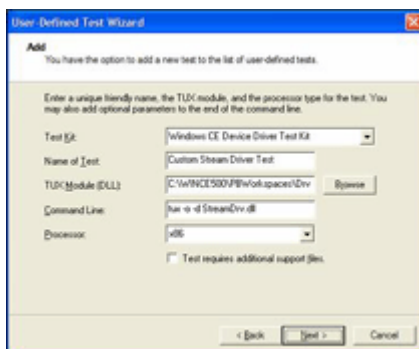 User-Defined Test Wizard
Add
You have the option to add a new test to the list of user-defined tests.
Enter a unique friendly name, the TUX module, and the processor type for the test. You
may also add optional parameters to the end of the command line.
Test Kit: Windows CE Device Driver Test Kit
Name of Test: Custom Stream Driver Test
TUX Module (DLL): C:\WINCE500\PBWorkspaces\Drv Browse
Command Line: tux -o -d StreamDrv.dll
Processor: x86
Test requires additional support files.
< Back Next > Cancel